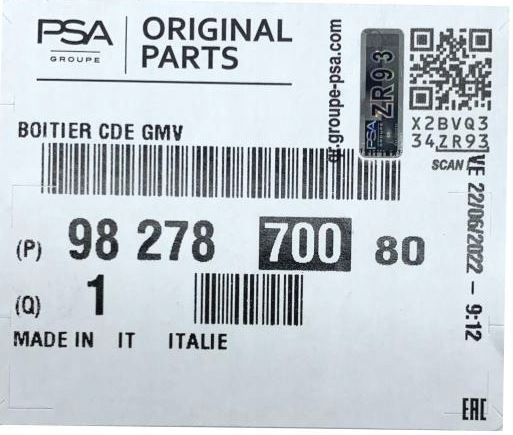 PSA
GROUPE
ORIGINAL
PARTS
qr.groupe-psa.com
PSA ZR93
X2BVQ3
34ZR93
SCAN
BOITIER CDE GMV
(P) 98 278 700 80
(Q) 1
MADE IN IT ITALIE
VE 22/06/2022 - 9:12
EAC